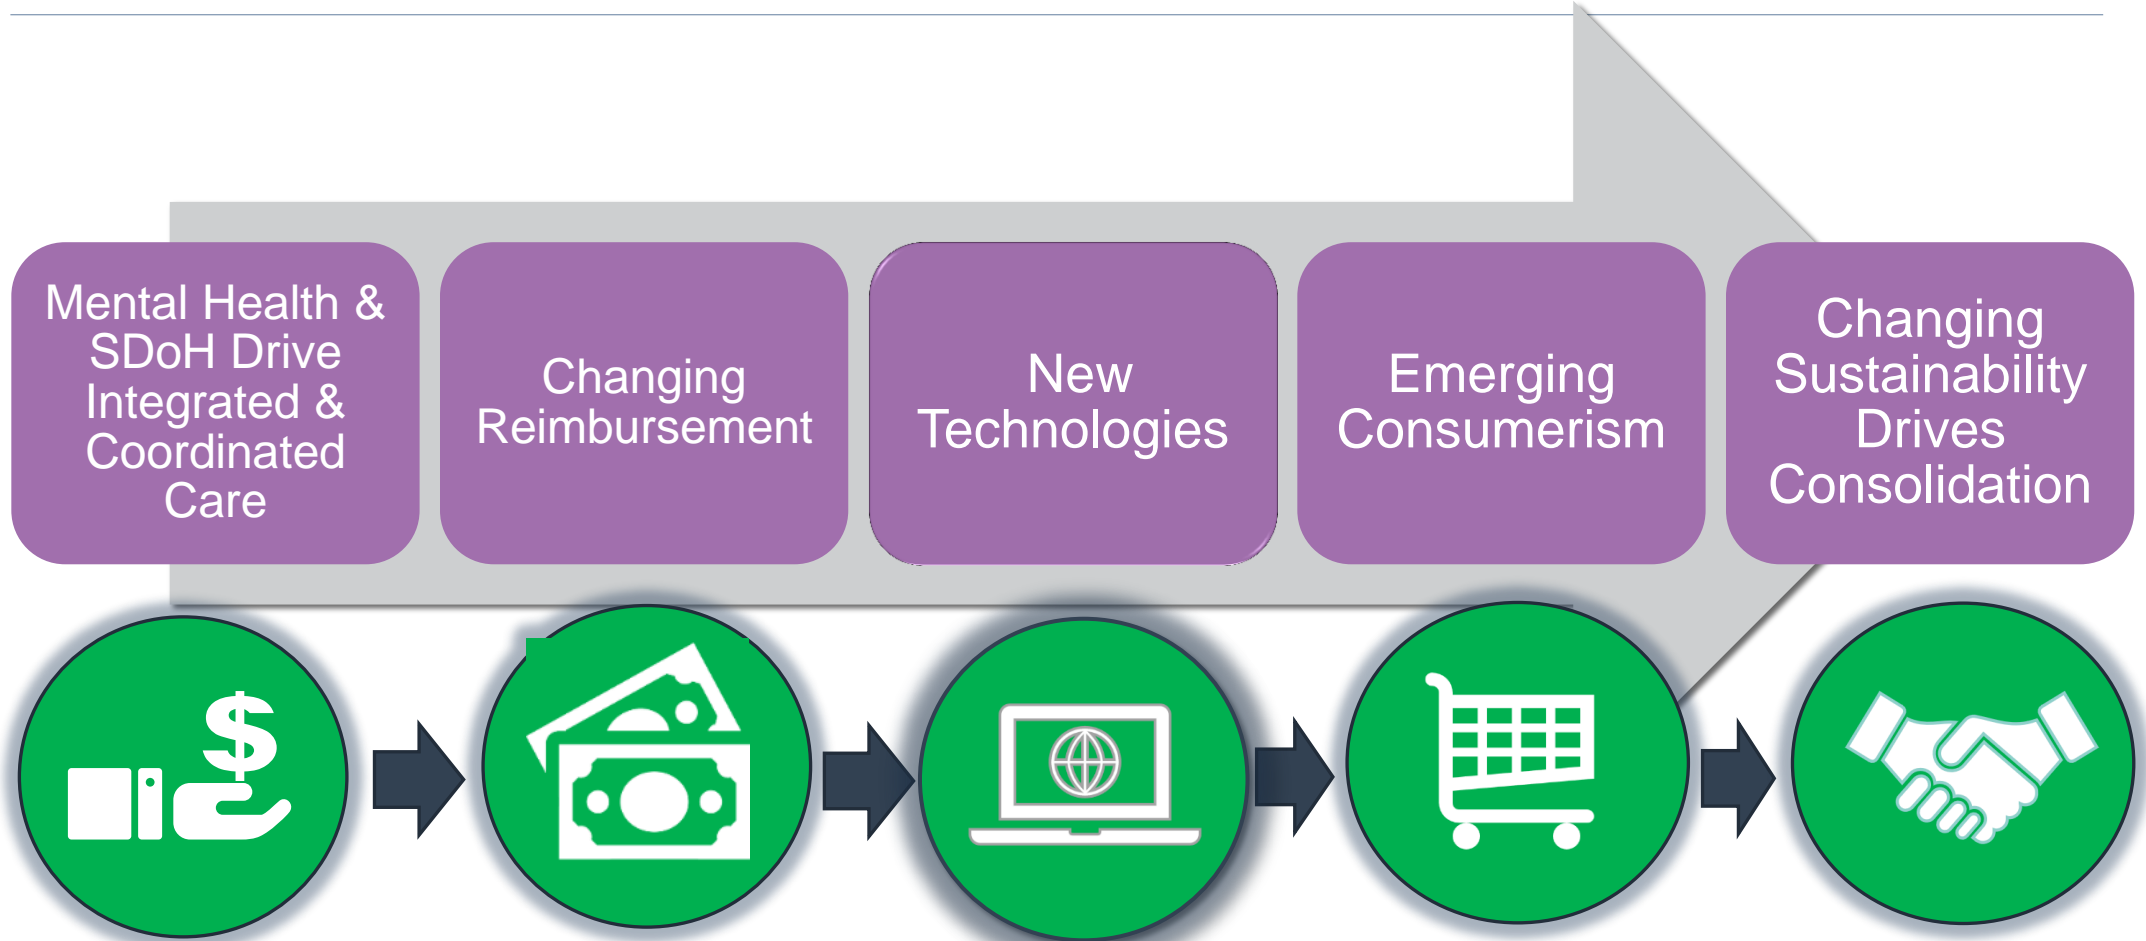 Mental Health &
SDoH Drive
Integrated &
Coordinated
Care
Changing
Reimbursement
New
Technologies
Emerging
Consumerism
Changing
Sustainability
Drives
Consolidation
$